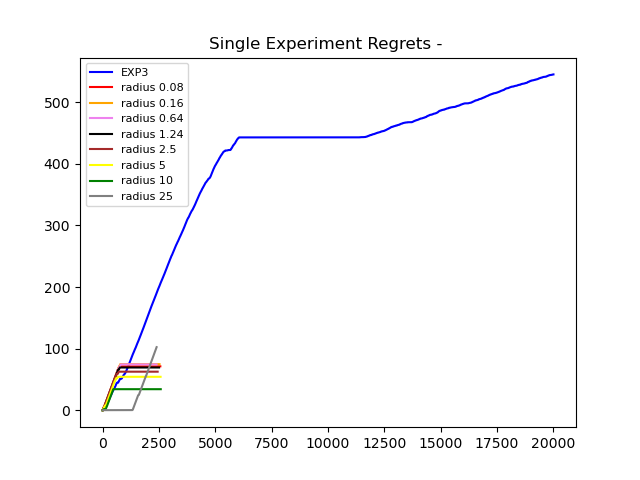 Single Experiment Regrets -
EXP3
radius 0.08
radius 0.16
radius 0.64
radius 1.24
radius 2.5
radius 5
radius 10
radius 25
500
400
300
200
100
0
0 2500 5000 7500 10000 12500 15000 17500 20000